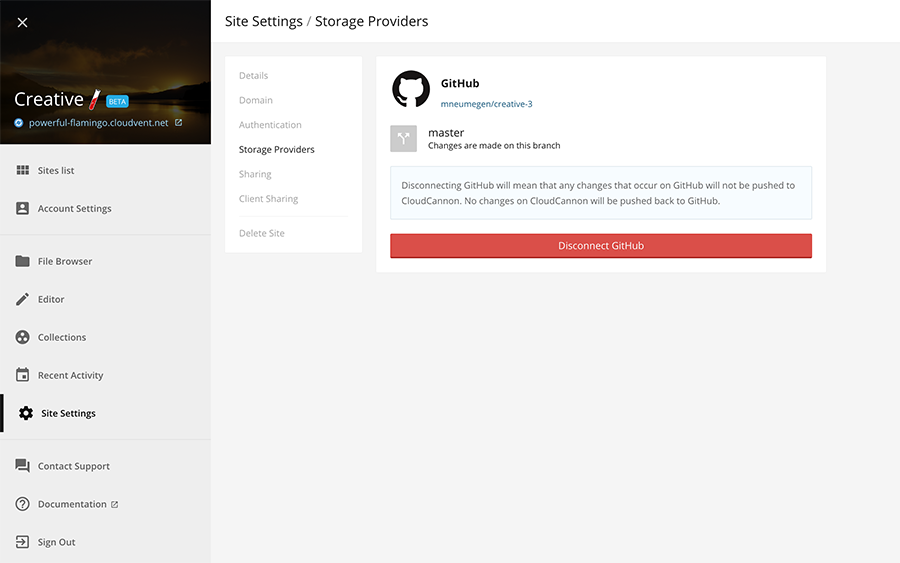 Creative BETA
powerful-flamingo.cloudvent.net
Sites list
Account Settings
File Browser
Editor
Collections
Recent Activity
Site Settings
Contact Support
Documentation
Sign Out
Site Settings / Storage Providers
Details
Domain
Authentication
Storage Providers
Sharing
Client Sharing
Delete Site
GitHub
mneumegen/creative-3
master
Changes are made on this branch
Disconnecting GitHub will mean that any changes that occur on GitHub will not be pushed to
CloudCannon. No changes on CloudCannon will be pushed back to GitHub.
Disconnect GitHub